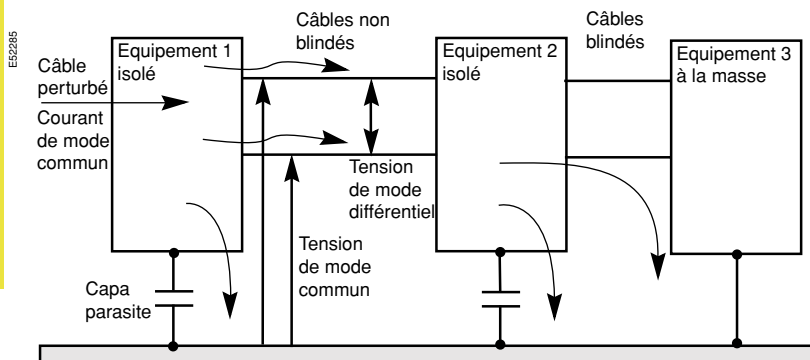 E52285
Câble
perturbé
Courant
de mode
commun
Equipement 1
isolé
Câbles non
blindés
Tension
de mode
différentiel
Tension
de mode
commun
Capa
parasite
Equipement 2
isolé
Câbles
blindés
Equipement 3
à la masse